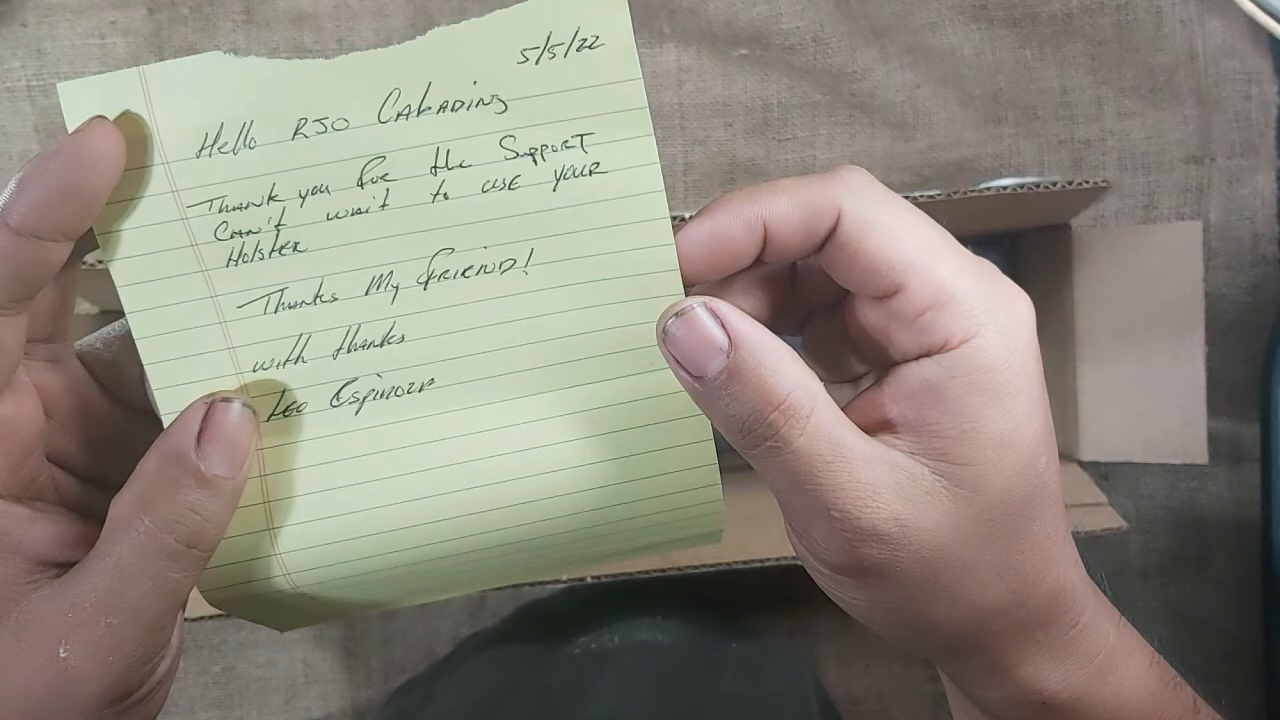 5/5/22
Hello RJO Cabading
Thank you for the Support
Can't wait to use your
Holster
Thanks My Friend!
with thanks
Leo Espinoza